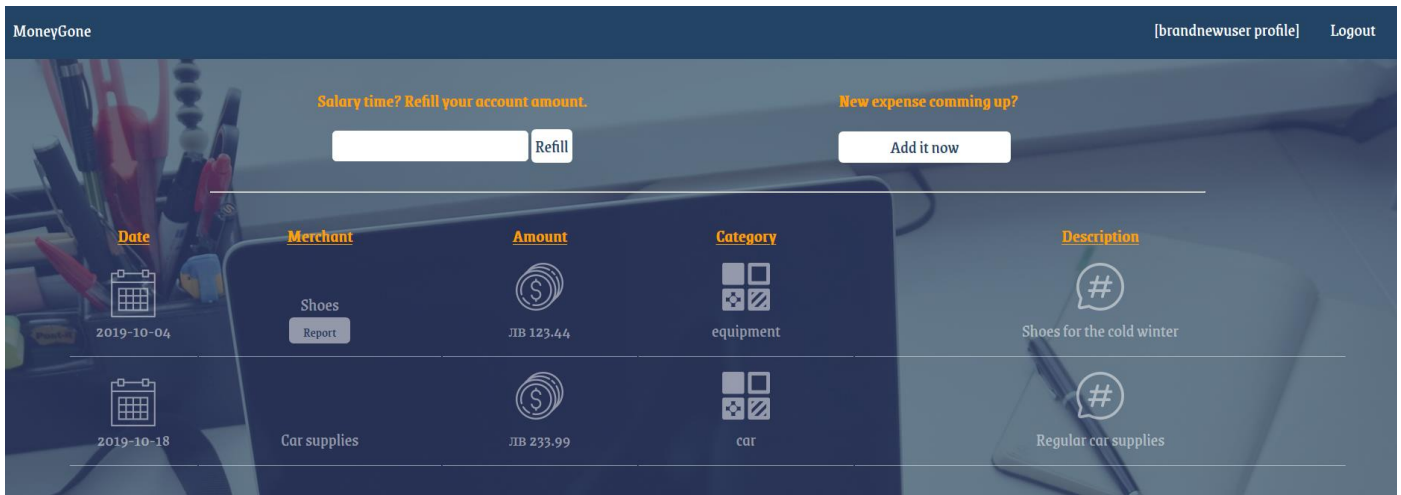 MoneyGone [brandnewuser profile] Logout
Salary time? Refill your account amount. New expense comming up?
Refill Add it now
Date Merchant Amount Category Description
Shoes
2019-10-04 Report ЛВ 123.44 equipment Shoes for the cold winter
2019-10-18 Car supplies ЛВ 233.99 car Regular car supplies